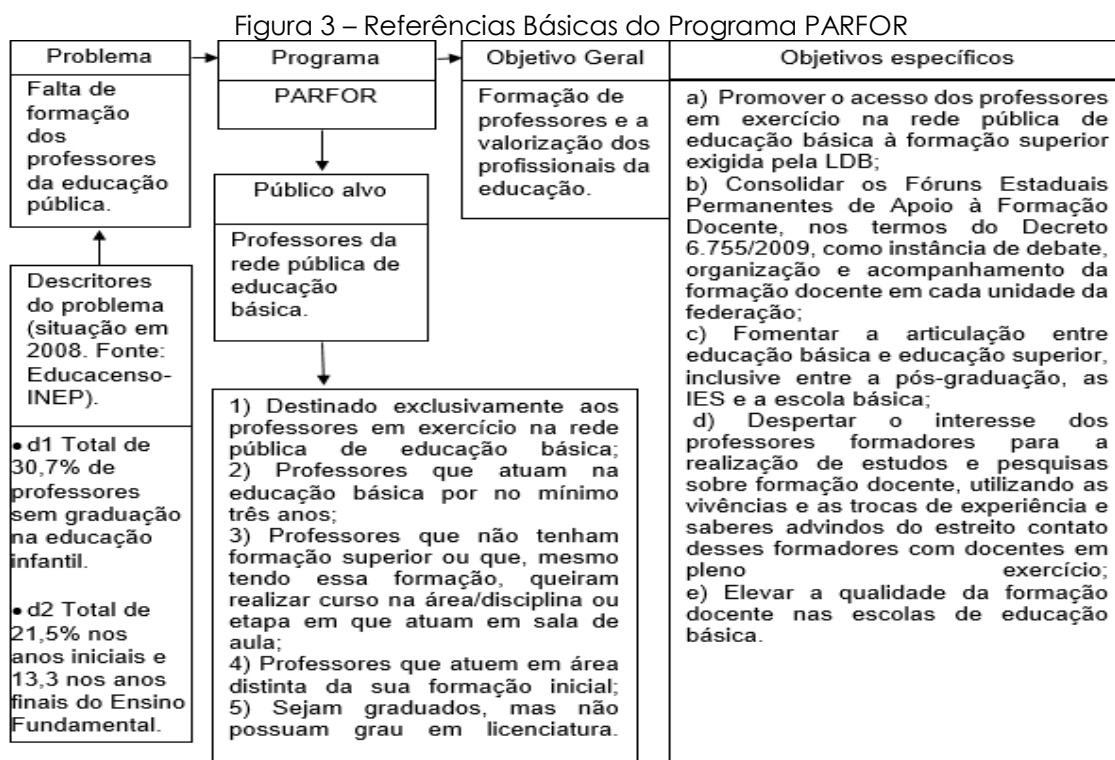 Figura 3 – Referências Básicas do Programa PARFOR
Problema
Falta de
formação
dos
professores
da educação
pública.
Descritores
do problema
(situação em
2008. Fonte:
Educacenso-
INEP).
• d1 Total de
30,7% de
professores
sem graduação
na educação
infantil.
• d2 Total de
21,5% nos
anos iniciais e
13,3 nos anos
finais do Ensino
Fundamental.
Programa
PARFOR
Público alvo
Professores da
rede pública de
educação
básica.
1) Destinado exclusivamente aos
professores em exercício na rede
pública de educação básica;
2) Professores que atuam na
educação básica por no mínimo
três anos;
3) Professores que não tenham
formação superior ou que, mesmo
tendo essa formação, queiram
realizar curso na área/disciplina ou
etapa em que atuam em sala de
aula;
4) Professores que atuem em área
distinta da sua formação inicial;
5) Sejam graduados, mas não
possuam grau em licenciatura.
Objetivo Geral
Formação de
professores e a
valorização dos
profissionais da
educação.
Objetivos específicos
a) Promover o acesso dos professores
em exercício na rede pública de
educação básica à formação superior
exigida pela LDB;
b) Consolidar os Fóruns Estaduais
Permanentes de Apoio à Formação
Docente, nos termos do Decreto
6.755/2009, como instância de debate,
organização e acompanhamento da
formação docente em cada unidade da
federação;
c) Fomentar a articulação entre
educação básica e educação superior,
inclusive entre a pós-graduação, as
IES e a escola básica;
d) Despertar o interesse dos
professores formadores para a
realização de estudos e pesquisas
sobre formação docente, utilizando as
vivências e as trocas de experiência e
saberes advindos do estreito contato
desses formadores com docentes em
pleno exercício;
e) Elevar a qualidade da formação
docente nas escolas de educação
básica.